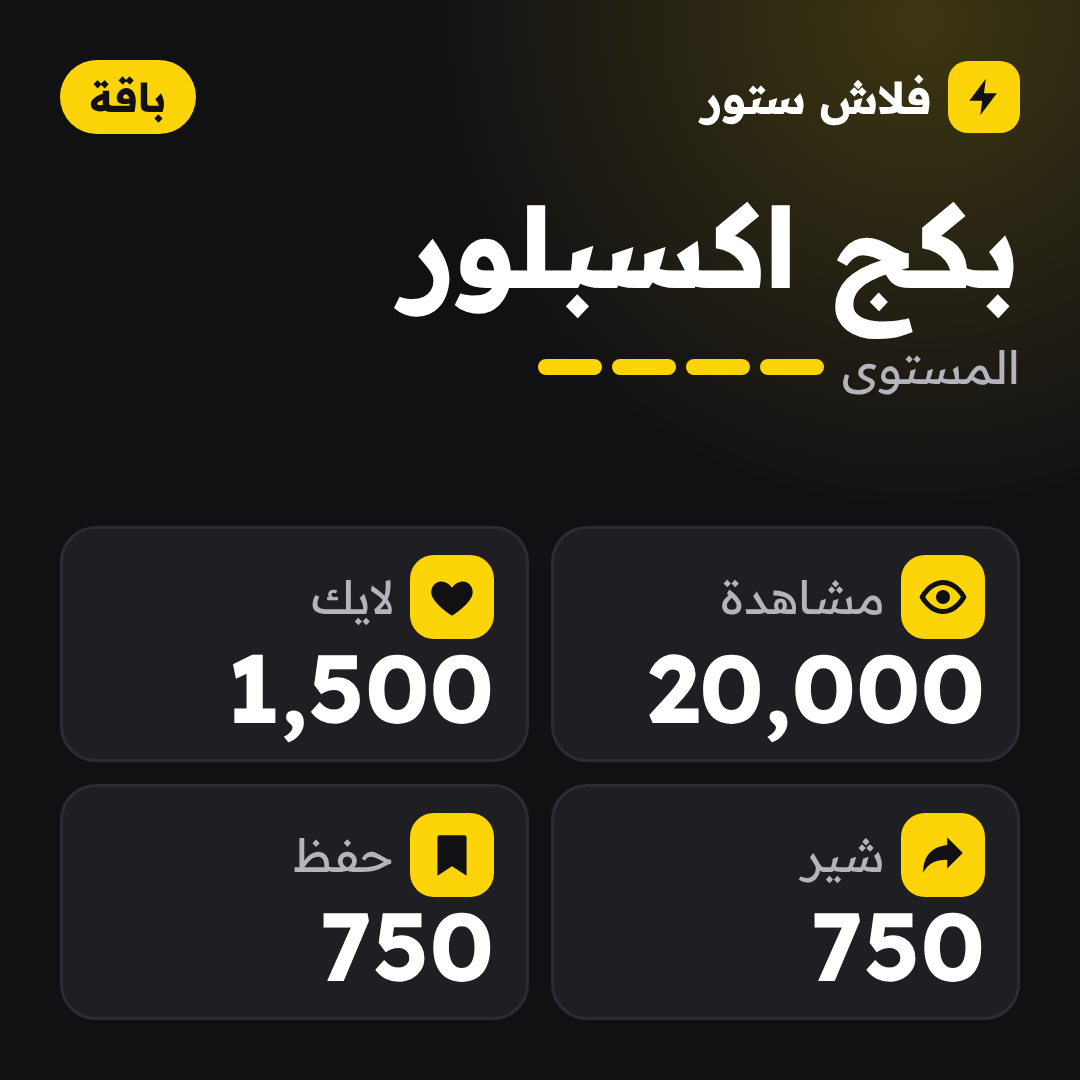 فلاش ستور
باقة
بكج اكسبلور
المستوى
مشاهدة
20,000
لايك
1,500
شير
750
حفظ
750